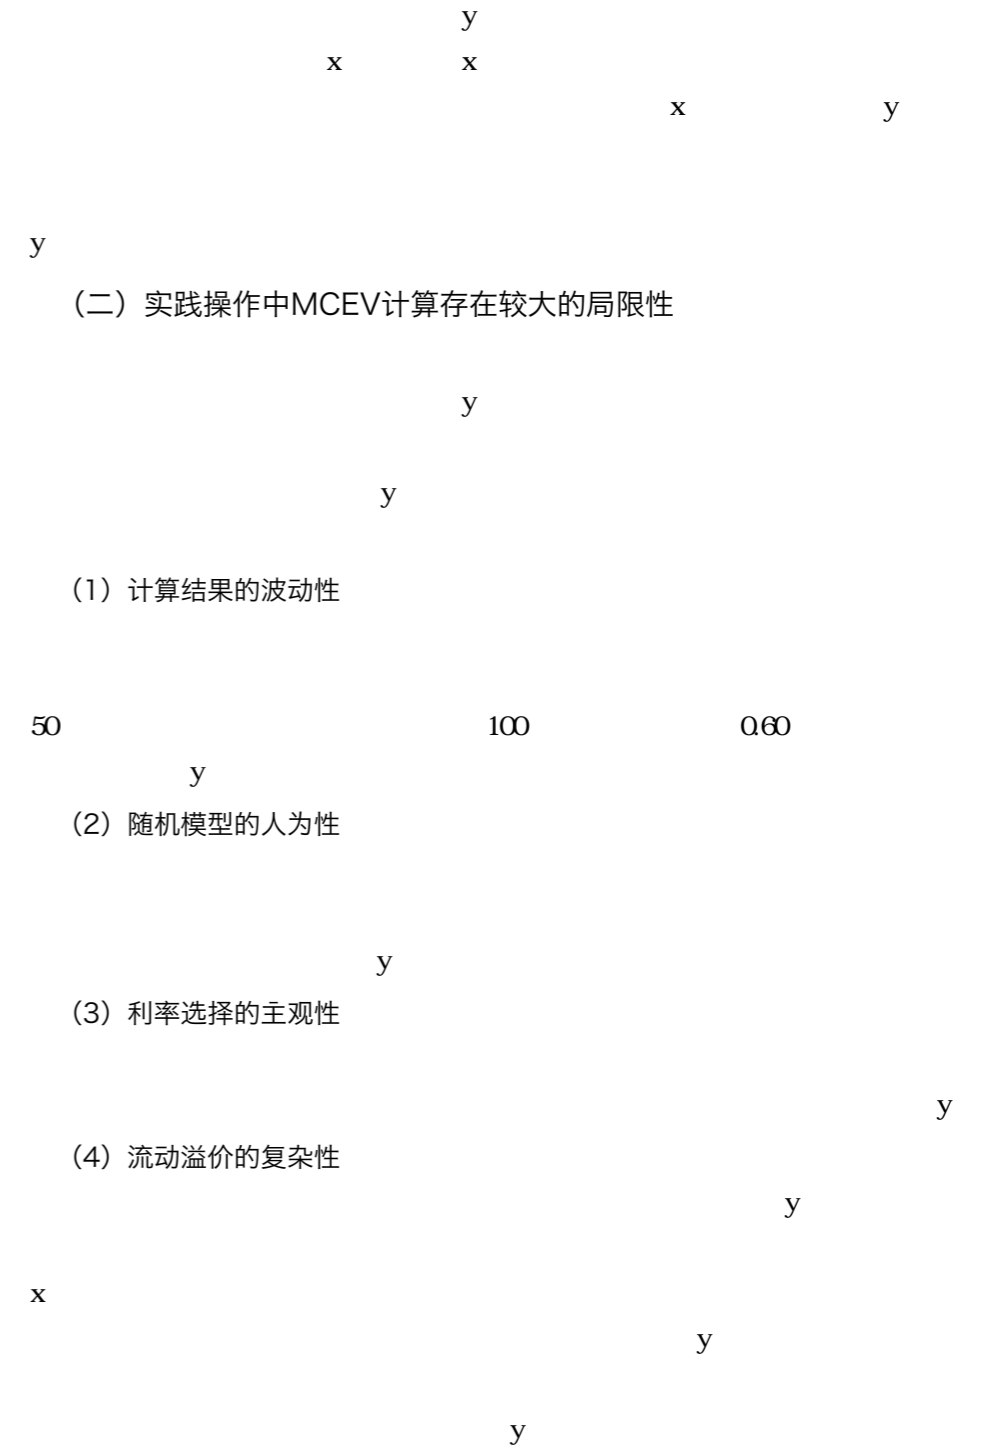 y
x x
x y
y
（二）实践操作中MCEV计算存在较大的局限性
y
y
（1）计算结果的波动性
50 100 0.60
y
（2）随机模型的人为性
y
（3）利率选择的主观性
y
（4）流动溢价的复杂性
y
x
y
y